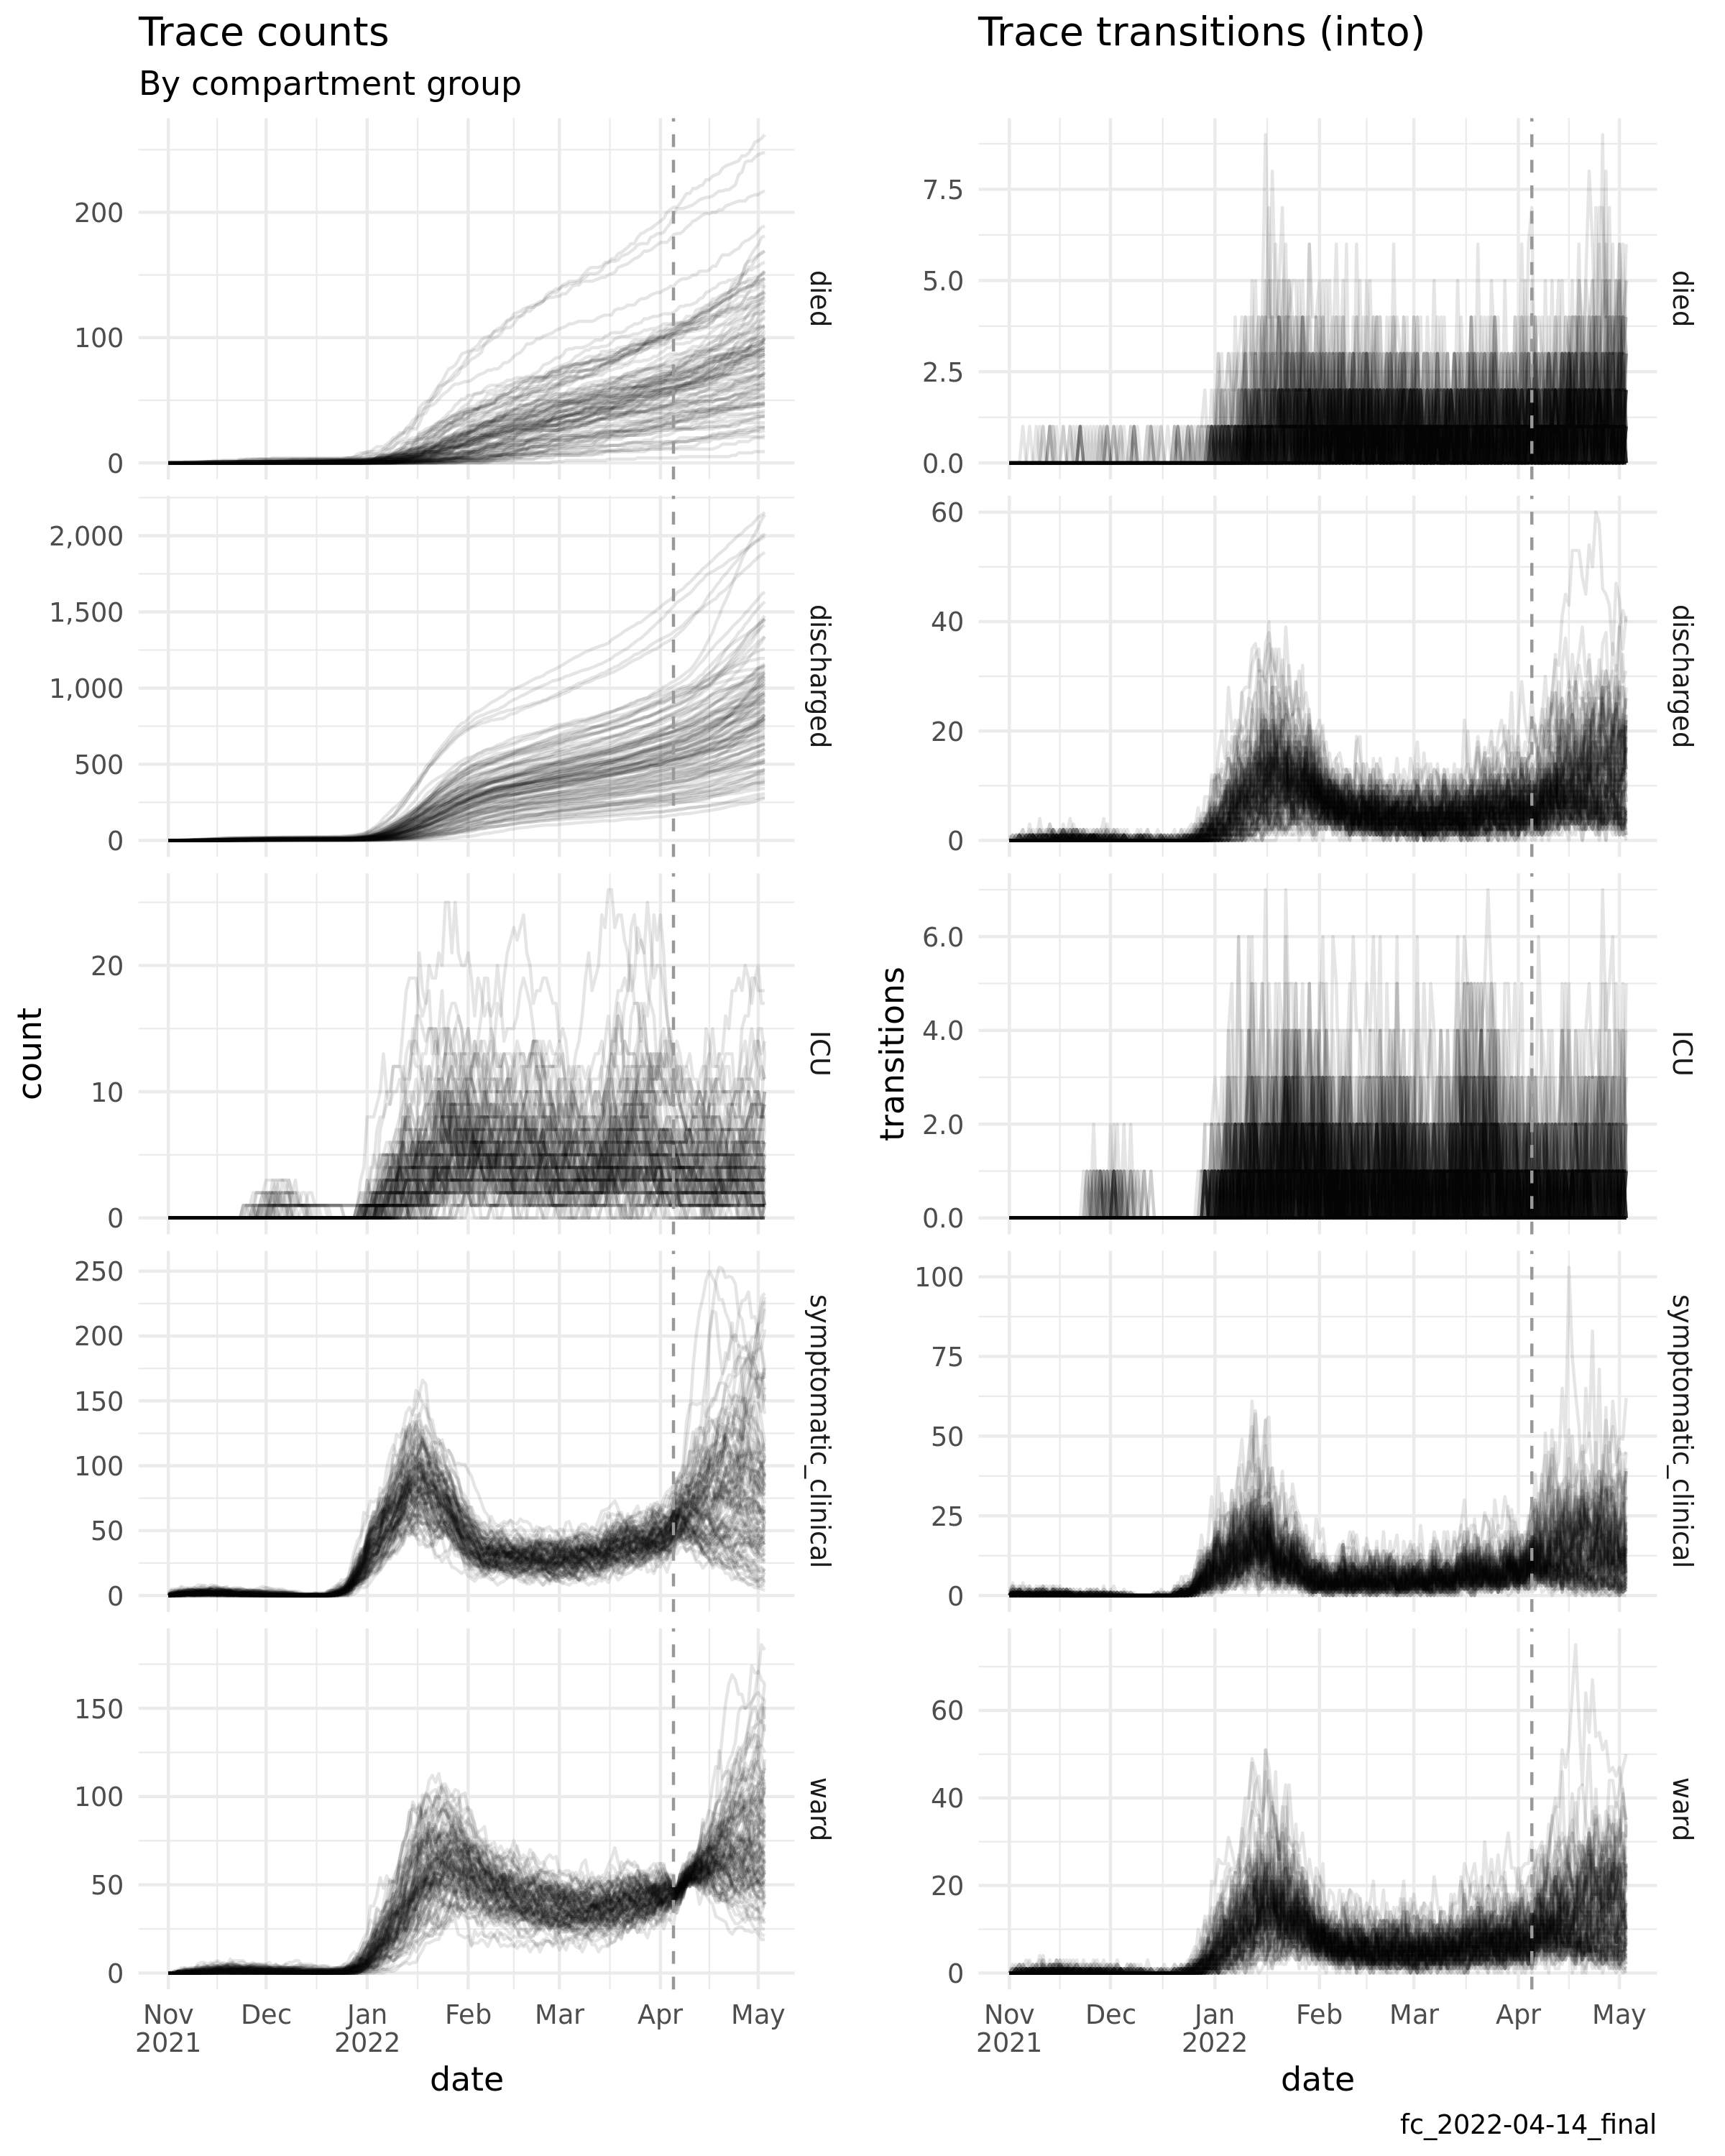 Trace counts
By compartment group
Trace transitions (into)
count
200
100
0
died
2,000
1,500
1,000
500
0
discharged
20
10
0
ICU
250
200
150
100
50
0
symptomatic_clinical
150
100
50
0
ward
Nov Dec Jan Feb Mar Apr May
2021 2022
date
transitions
7.5
5.0
2.5
0.0
died
60
40
20
0
discharged
6.0
4.0
2.0
0.0
ICU
100
75
50
25
0
symptomatic_clinical
60
40
20
0
ward
Nov Dec Jan Feb Mar Apr May
2021 2022
date
fc_2022-04-14_final